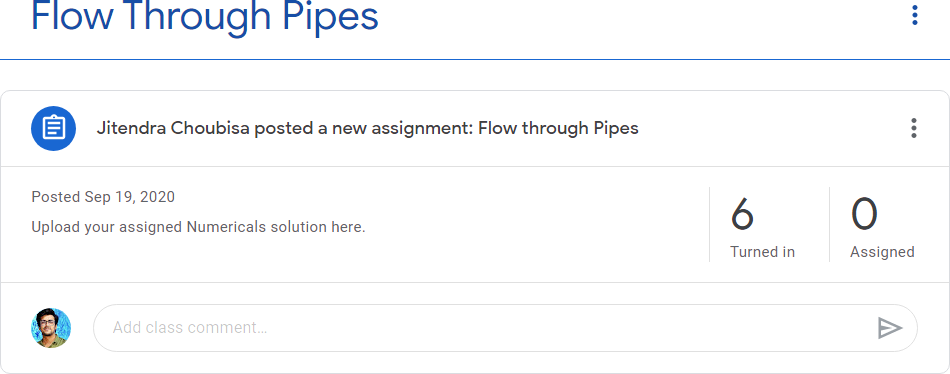 Flow Through Pipes
Jitendra Choubisa posted a new assignment: Flow through Pipes
Posted Sep 19, 2020
Upload your assigned Numericals solution here.
6
Turned in
0
Assigned
Add class comment...